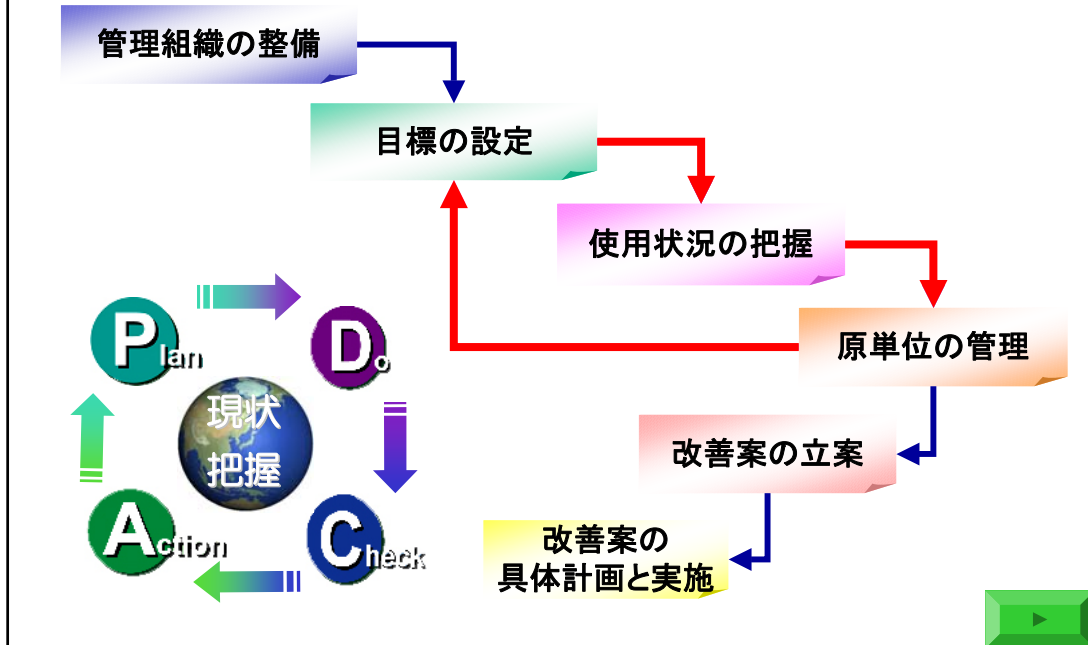 管理組織の整備
目標の設定
使用状況の把握
原単位の管理
改善案の立案
改善案の
具体計画と実施
Plan
Do
現状
把握
Action
Check